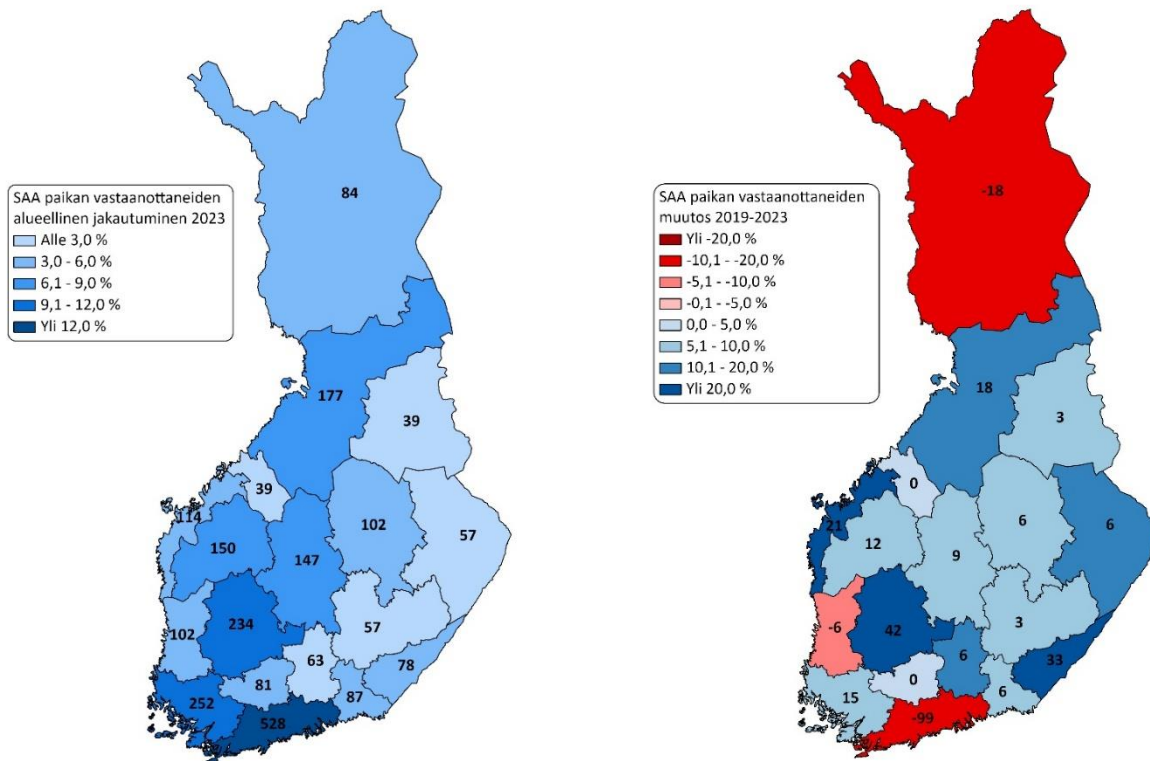 SAA paikan vastaanottaneiden
alueellinen jakautuminen 2023
Alle 3,0 %
3,0 - 6,0 %
6,1 - 9,0 %
9,1 - 12,0 %
Yli 12,0 %
84
177
39
39
114
150
147
102
57
102
234
57
63
78
81
87
252
528
SAA paikan vastaanottaneiden
muutos 2019-2023
Yli -20,0 %
-10,1 - -20,0 %
-5,1 - -10,0 %
-0,1 - -5,0 %
0,0 - 5,0 %
5,1 - 10,0 %
10,1 - 20,0 %
Yli 20,0 %
-18
18
3
0
21
12
9
6
6
-6
42
3
6
33
0
6
15
-99